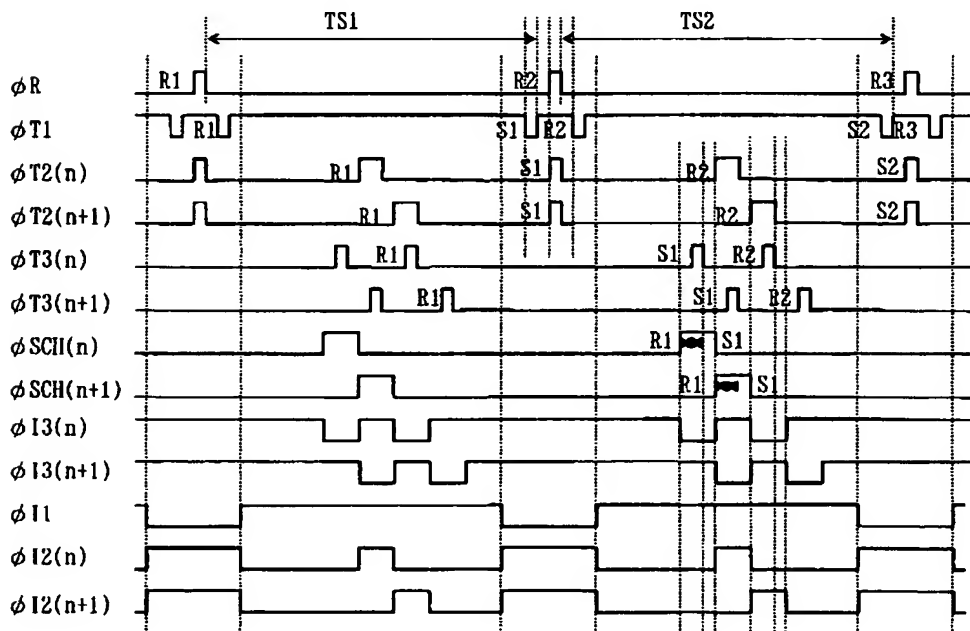 TS1 TS2
φR R1 R2 R3
φT1 R1 S1 R2 S2 R3
φT2(n) R1 S1 R2 S2
φT2(n+1) R1 S1 R2 S2
φT3(n) R1 S1 R2
φT3(n+1) R1 S1 R2
φSCH(n) R1 S1
φSCH(n+1) R1 S1
φI3(n)
φI3(n+1)
φI1
φI2(n)
φI2(n+1)